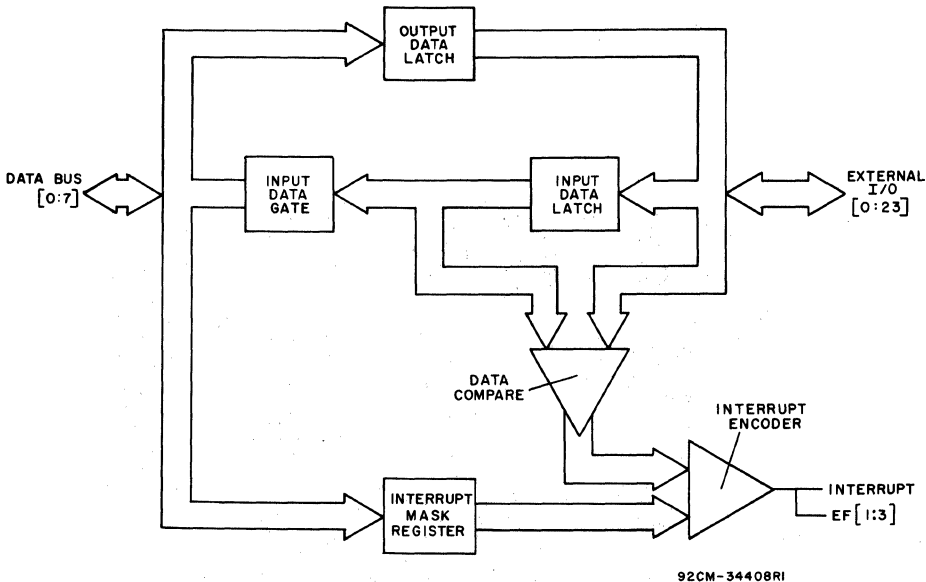 OUTPUT
DATA
LATCH
DATA BUS
[0:7]
INPUT
DATA
GATE
INPUT
DATA
LATCH
EXTERNAL
I/O
[0:23]
DATA
COMPARE
INTERRUPT
ENCODER
INTERRUPT
MASK
REGISTER
INTERRUPT
EF [1:3]
92CM-34408RI